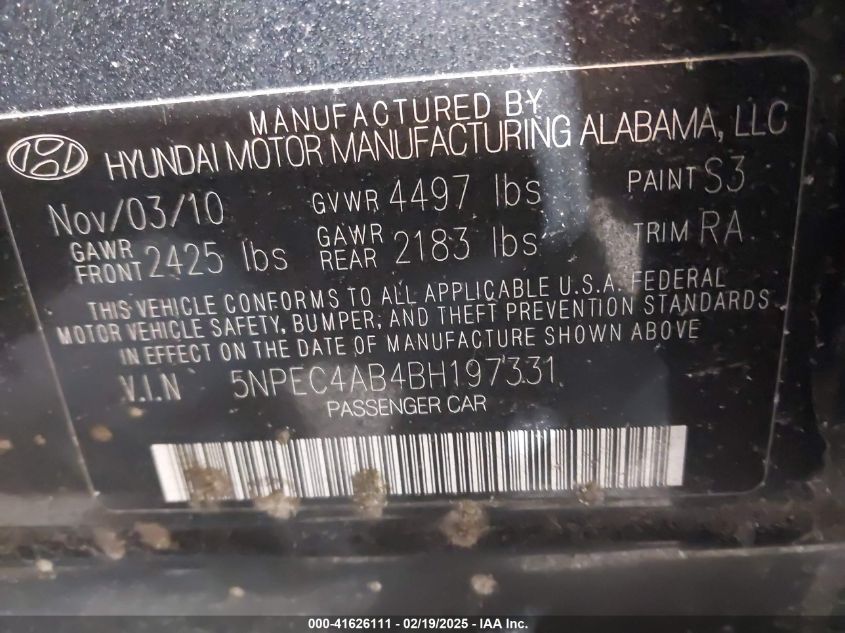 MANUFACTURED BY
HYUNDAI MOTOR MANUFACTURING ALABAMA, LLC
Nov/03/10 GVWR 4497 lbs PAINT S3
GAWR FRONT 2425 lbs GAWR REAR 2183 lbs TRIM RA
THIS VEHICLE CONFORMS TO ALL APPLICABLE U.S.A. FEDERAL
MOTOR VEHICLE SAFETY, BUMPER, AND THEFT PREVENTION STANDARDS
IN EFFECT ON THE DATE OF MANUFACTURE SHOWN ABOVE
V.I.N 5NPEC4AB4BH197331
PASSENGER CAR
000-41626111 - 02/19/2025 - IAA Inc.